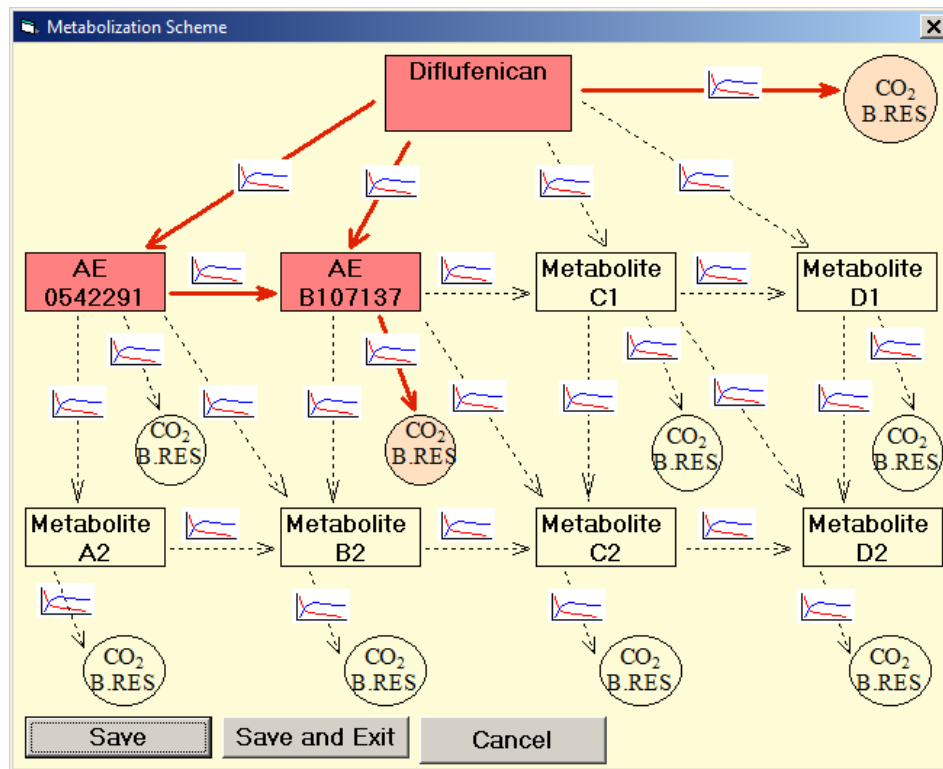 Metabolization Scheme
Diflufenican
CO2
B.RES
AE
0542291
AE
B107137
Metabolite
C1
Metabolite
D1
CO2
B.RES
CO2
B.RES
CO2
B.RES
CO2
B.RES
Metabolite
A2
Metabolite
B2
Metabolite
C2
Metabolite
D2
CO2
B.RES
CO2
B.RES
CO2
B.RES
CO2
B.RES
Save
Save and Exit
Cancel